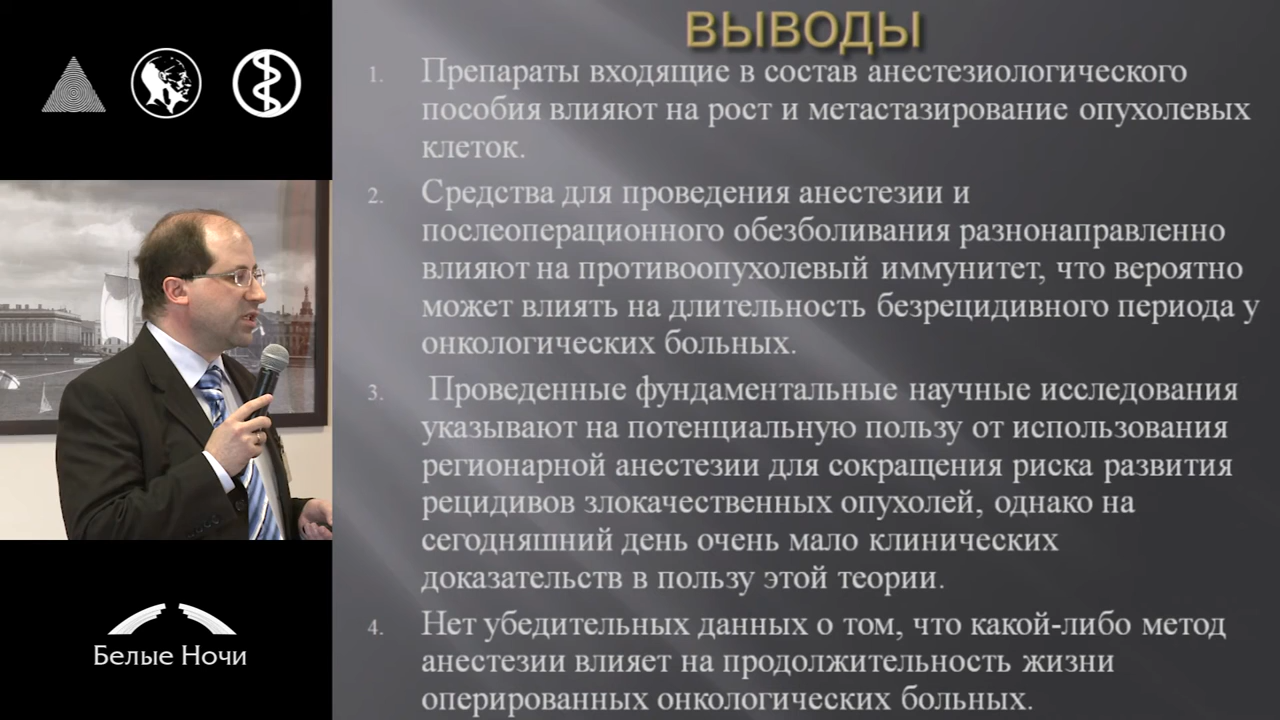 ВЫВОДЫ
1. Препараты входящие в состав анестезиологического
пособия влияют на рост и метастазирование опухолевых
клеток.
2. Средства для проведения анестезии и
послеоперационного обезболивания разнонаправленно
влияют на противоопухолевый иммунитет, что вероятно
может влиять на длительность безрецидивного периода у
онкологических больных.
3. Проведенные фундаментальные научные исследования
указывают на потенциальную пользу от использования
регионарной анестезии для сокращения риска развития
рецидивов злокачественных опухолей, однако на
сегодняшний день очень мало клинических
доказательств в пользу этой теории.
4. Нет убедительных данных о том, что какой-либо метод
анестезии влияет на продолжительность жизни
оперированных онкологических больных.
Белые Ночи